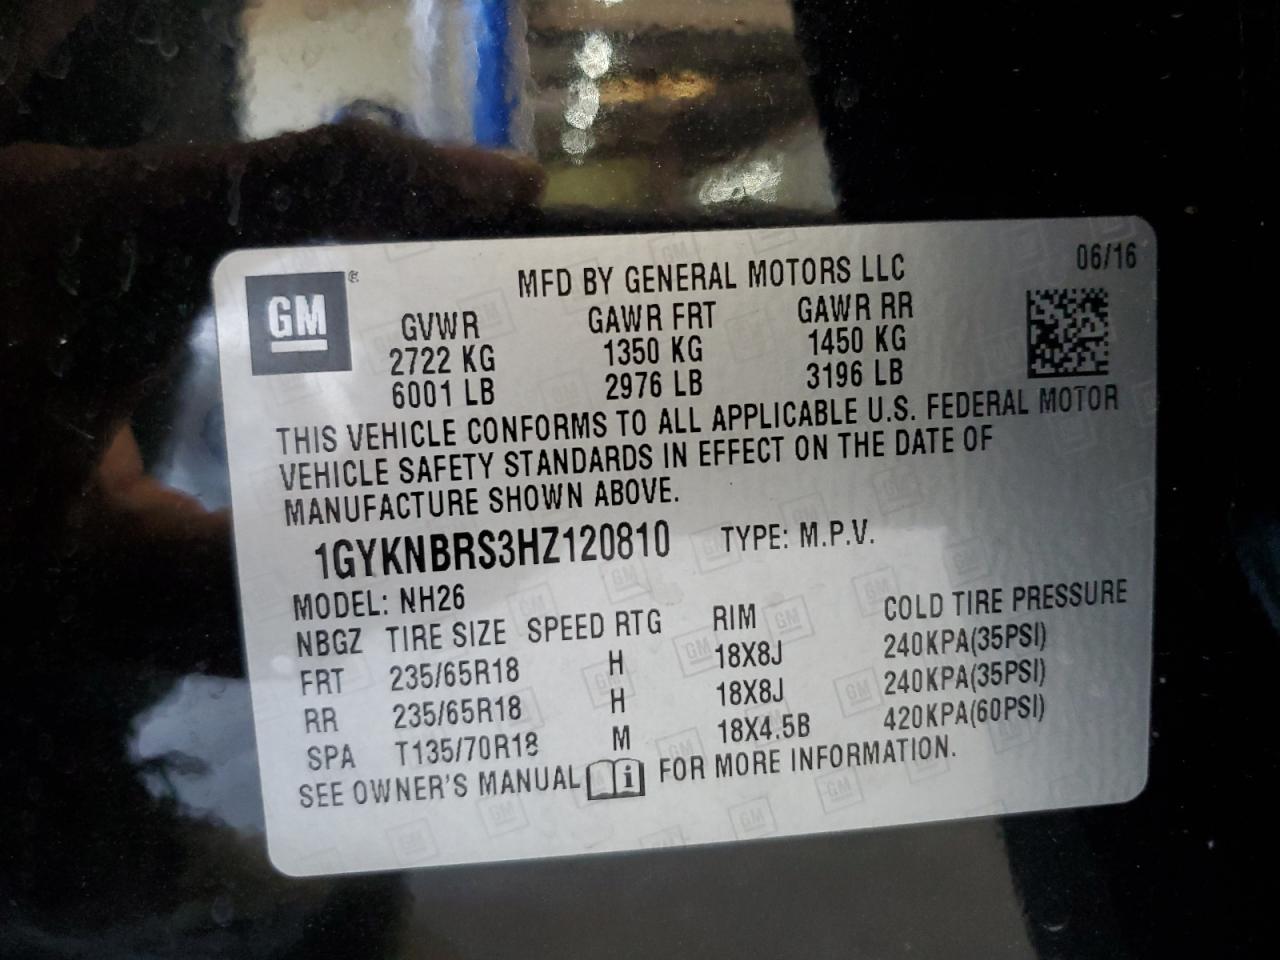 GM®
MFD BY GENERAL MOTORS LLC
06/16
GVWR GAWR FRT GAWR RR
2722 KG 1350 KG 1450 KG
6001 LB 2976 LB 3196 LB
THIS VEHICLE CONFORMS TO ALL APPLICABLE U.S. FEDERAL MOTOR
VEHICLE SAFETY STANDARDS IN EFFECT ON THE DATE OF
MANUFACTURE SHOWN ABOVE.
1GYKNBRS3HZ120810 TYPE: M.P.V.
MODEL: NH26
NBGZ TIRE SIZE SPEED RTG RIM COLD TIRE PRESSURE
FRT 235/65R18 H 18X8J 240KPA(35PSI)
RR 235/65R18 H 18X8J 240KPA(35PSI)
SPA T135/70R18 M 18X4.5B 420KPA(60PSI)
SEE OWNER'S MANUAL i FOR MORE INFORMATION.